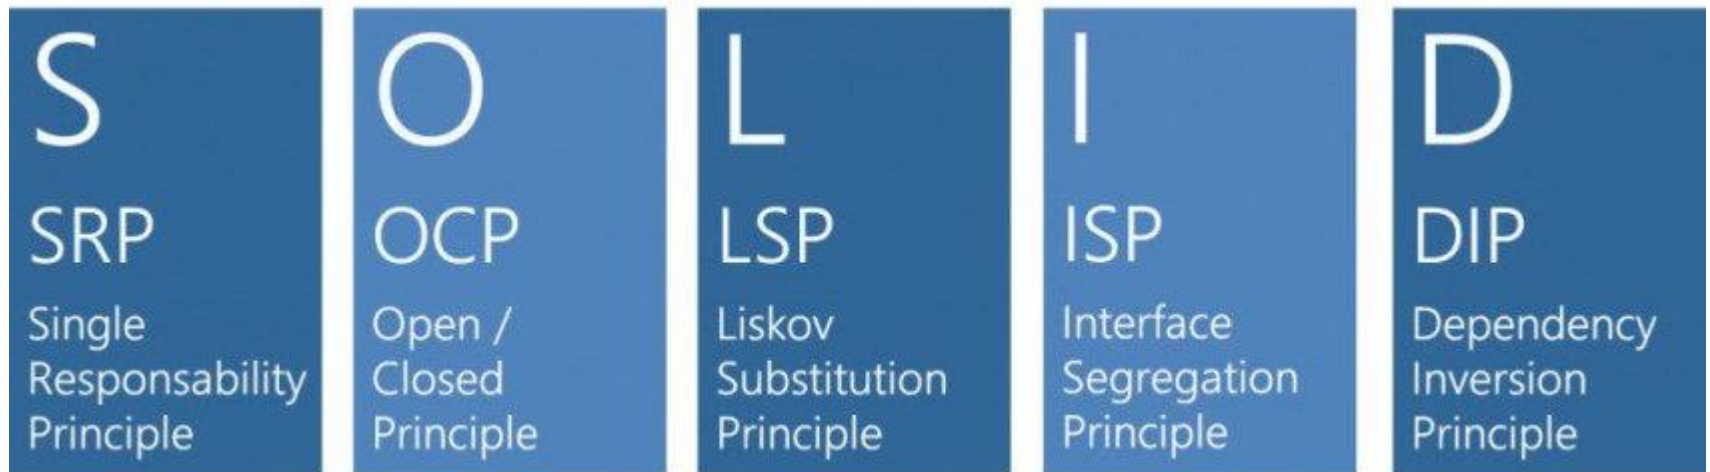 S
SRP
Single
Responsability
Principle
O
OCP
Open /
Closed
Principle
L
LSP
Liskov
Substitution
Principle
I
ISP
Interface
Segregation
Principle
D
DIP
Dependency
Inversion
Principle